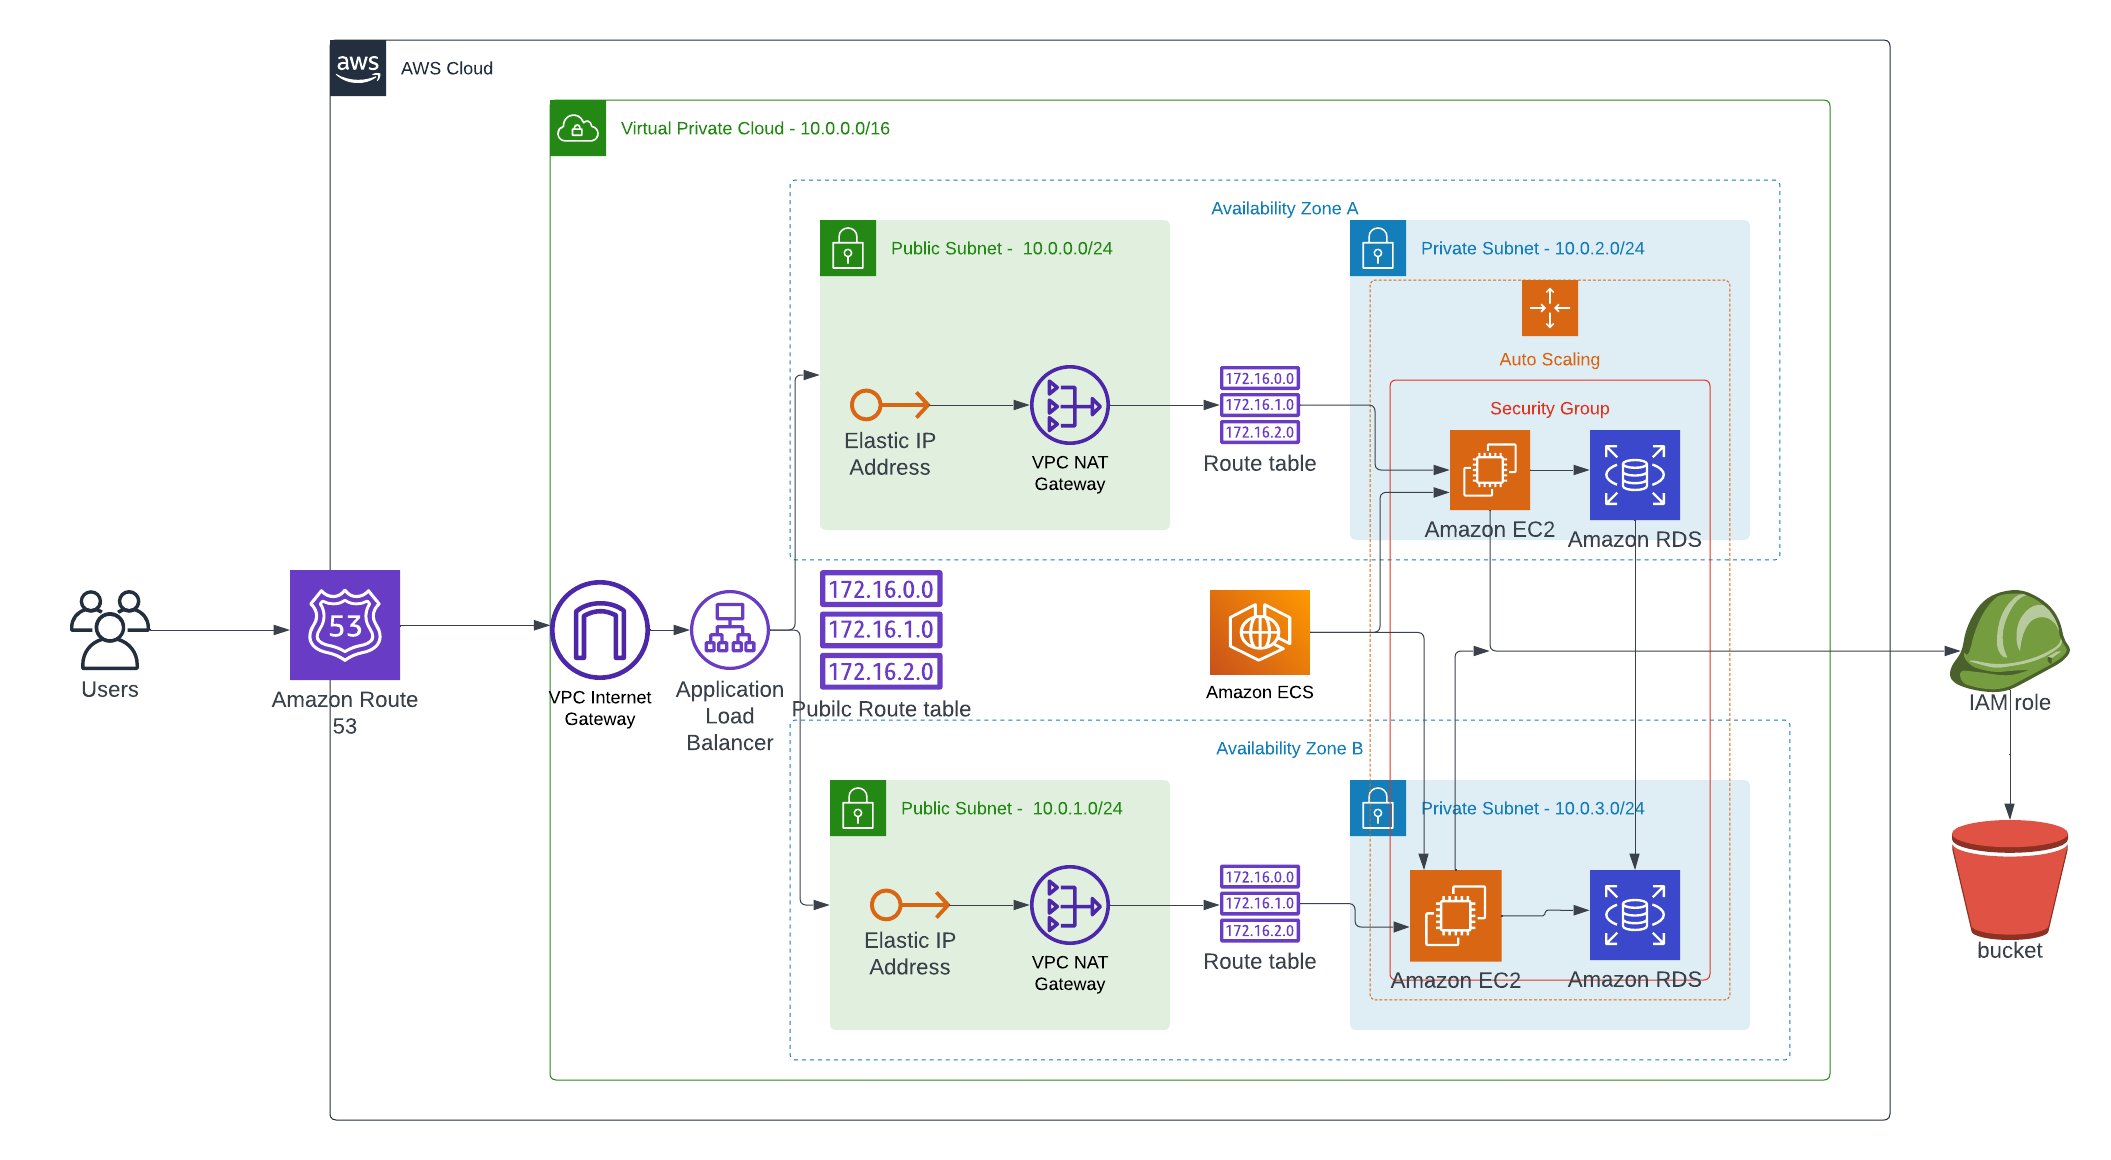 aws
AWS Cloud
Virtual Private Cloud - 10.0.0.0/16
Availability Zone A
Public Subnet - 10.0.0.0/24
Private Subnet - 10.0.2.0/24
Auto Scaling
Security Group
172.16.0.0
172.16.1.0
172.16.2.0
Route table
Elastic IP
Address
VPC NAT
Gateway
Amazon EC2
Amazon RDS
Users
53
Amazon Route
53
VPC Internet
Gateway
Application
Load
Balancer
172.16.0.0
172.16.1.0
172.16.2.0
Pubilc Route table
Amazon ECS
IAM role
Availability Zone B
Public Subnet - 10.0.1.0/24
Private Subnet - 10.0.3.0/24
172.16.0.0
172.16.1.0
172.16.2.0
Route table
Elastic IP
Address
VPC NAT
Gateway
Amazon EC2
Amazon RDS
bucket